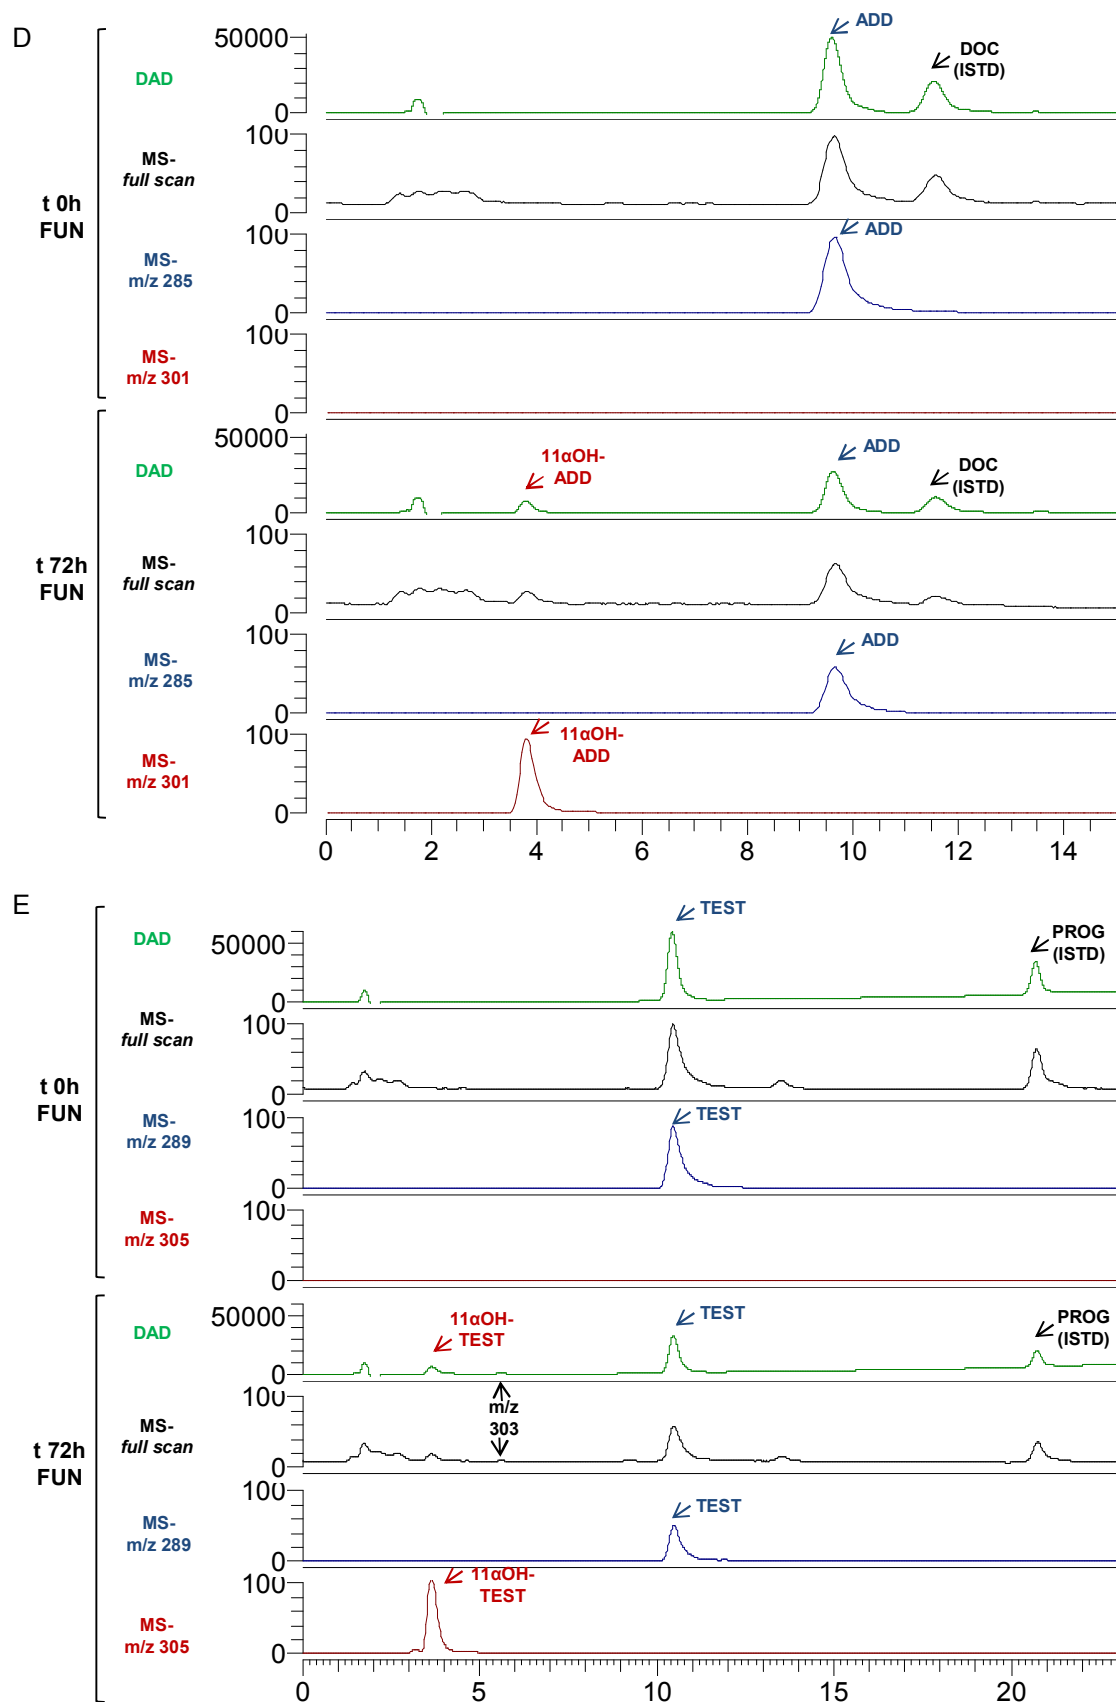 D
ADD
50000
DAD
DOC
(ISTD)
0
100
MS-
full scan
0
t 0h
FUN
100
ADD
MS-
m/z 285
0
100
MS-
m/z 301
0
50000
DAD
11αOH-
ADD
ADD
DOC
(ISTD)
0
100
MS-
full scan
0
t 72h
FUN
100
ADD
MS-
m/z 285
0
100
11αOH-
ADD
MS-
m/z 301
0
0 2 4 6 8 10 12 14
E
TEST
DAD
50000
PROG
(ISTD)
0
MS-
full scan
100
0
t 0h
FUN
100
TEST
MS-
m/z 289
0
100
MS-
m/z 305
0
50000
DAD
11αOH-
TEST
TEST
PROG
(ISTD)
0
100
m/z
303
MS-
full scan
0
t 72h
FUN
100
TEST
MS-
m/z 289
0
100
11αOH-
TEST
MS-
m/z 305
0
0 5 10 15 20